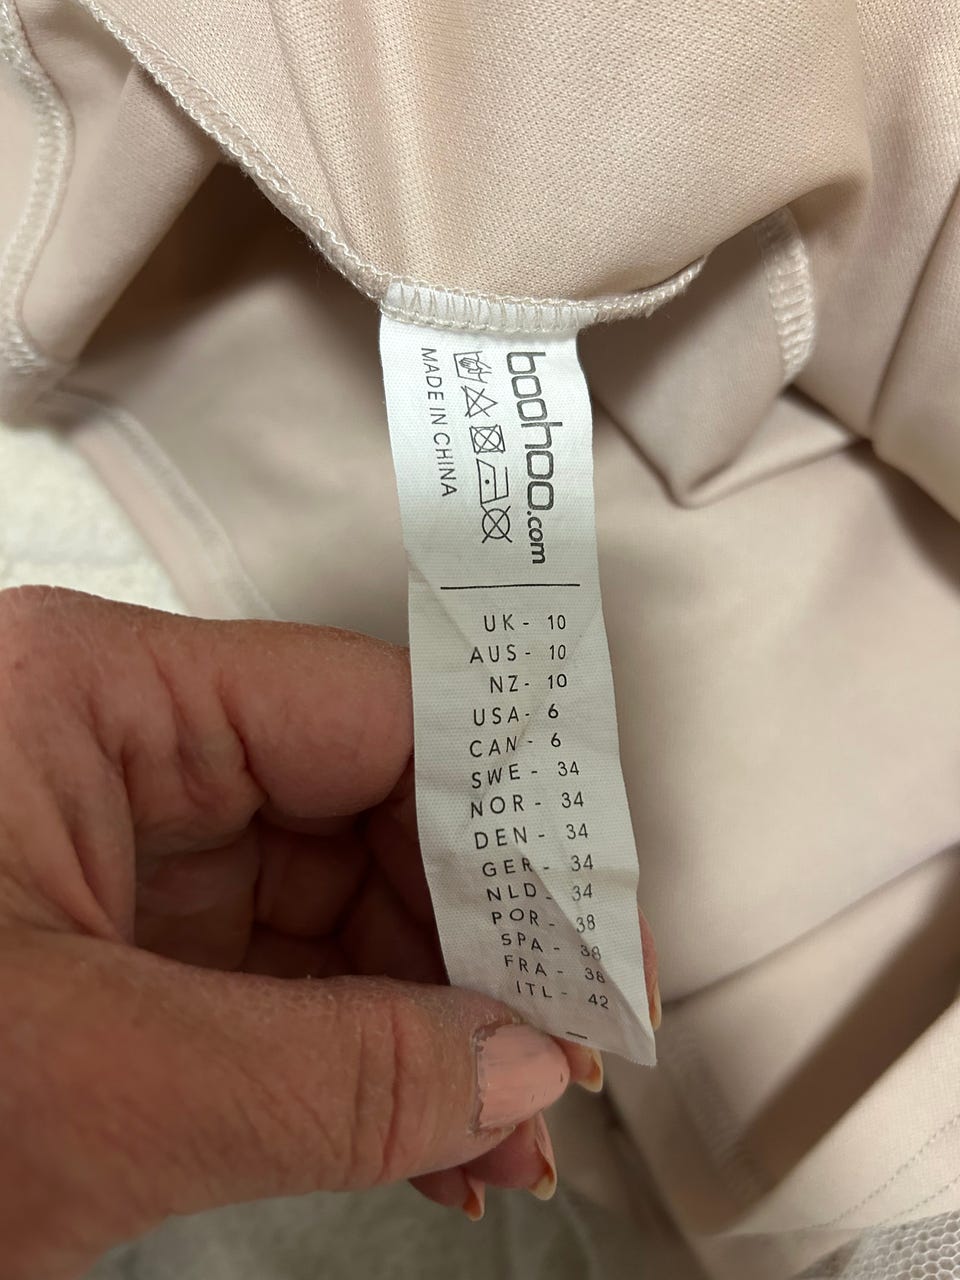 boohoo.com
MADE IN CHINA
UK - 10
AUS - 10
NZ - 10
USA - 6
CAN - 6
SWE - 34
NOR - 34
DEN - 34
GER - 34
NLD - 34
POR - 38
SPA - 38
FRA - 38
ITL - 42